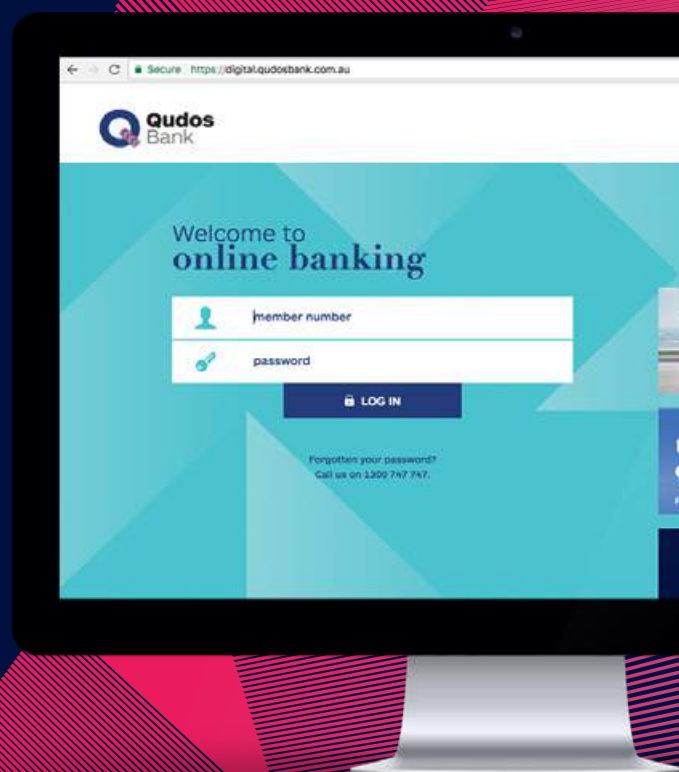 Secure https://digital.qudosbank.com.au
Qudos
Bank
Welcome to
online banking
member number
password
LOG IN
Forgotten your password?
Call us on 1300 747 747.